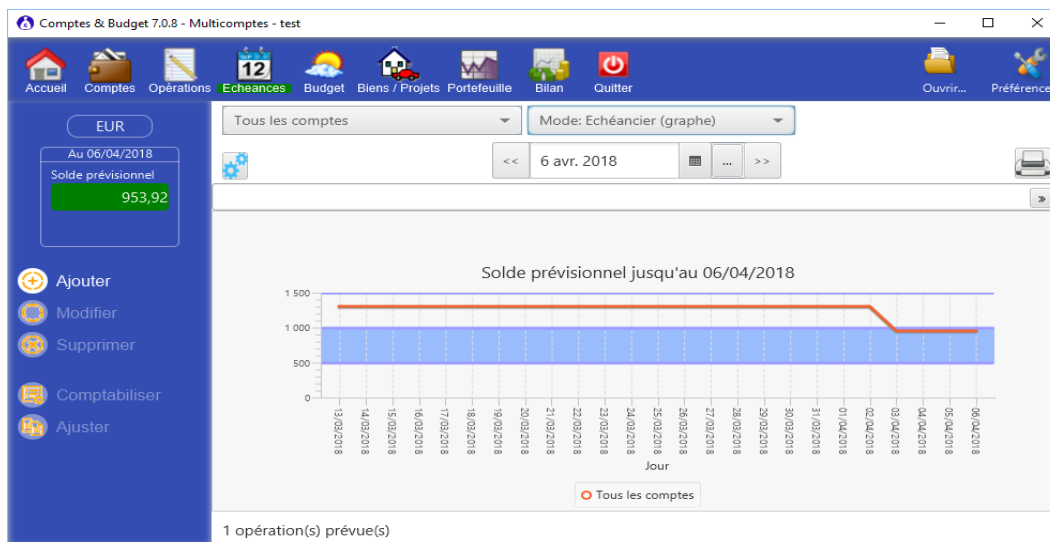 Comptes & Budget 7.0.8 - Multicomptes - test
Accueil Comptes Opérations Echeances Budget Biens / Projets Portefeuille Bilan Quitter Ouvrir... Préférence
12
EUR
Au 06/04/2018
Solde prévisionnel
953,92
Ajouter
Modifier
Supprimer
Comptabiliser
Ajuster
Tous les comptes
Mode: Echéancier (graphe)
<< 6 avr. 2018 ... >>
Solde prévisionnel jusqu'au 06/04/2018
1 500
1 000
500
0
13/03/2018
14/03/2018
15/03/2018
16/03/2018
17/03/2018
18/03/2018
19/03/2018
20/03/2018
21/03/2018
22/03/2018
23/03/2018
24/03/2018
25/03/2018
26/03/2018
27/03/2018
28/03/2018
29/03/2018
30/03/2018
31/03/2018
01/04/2018
02/04/2018
03/04/2018
04/04/2018
05/04/2018
06/04/2018
Jour
Tous les comptes
1 opération(s) prévue(s)